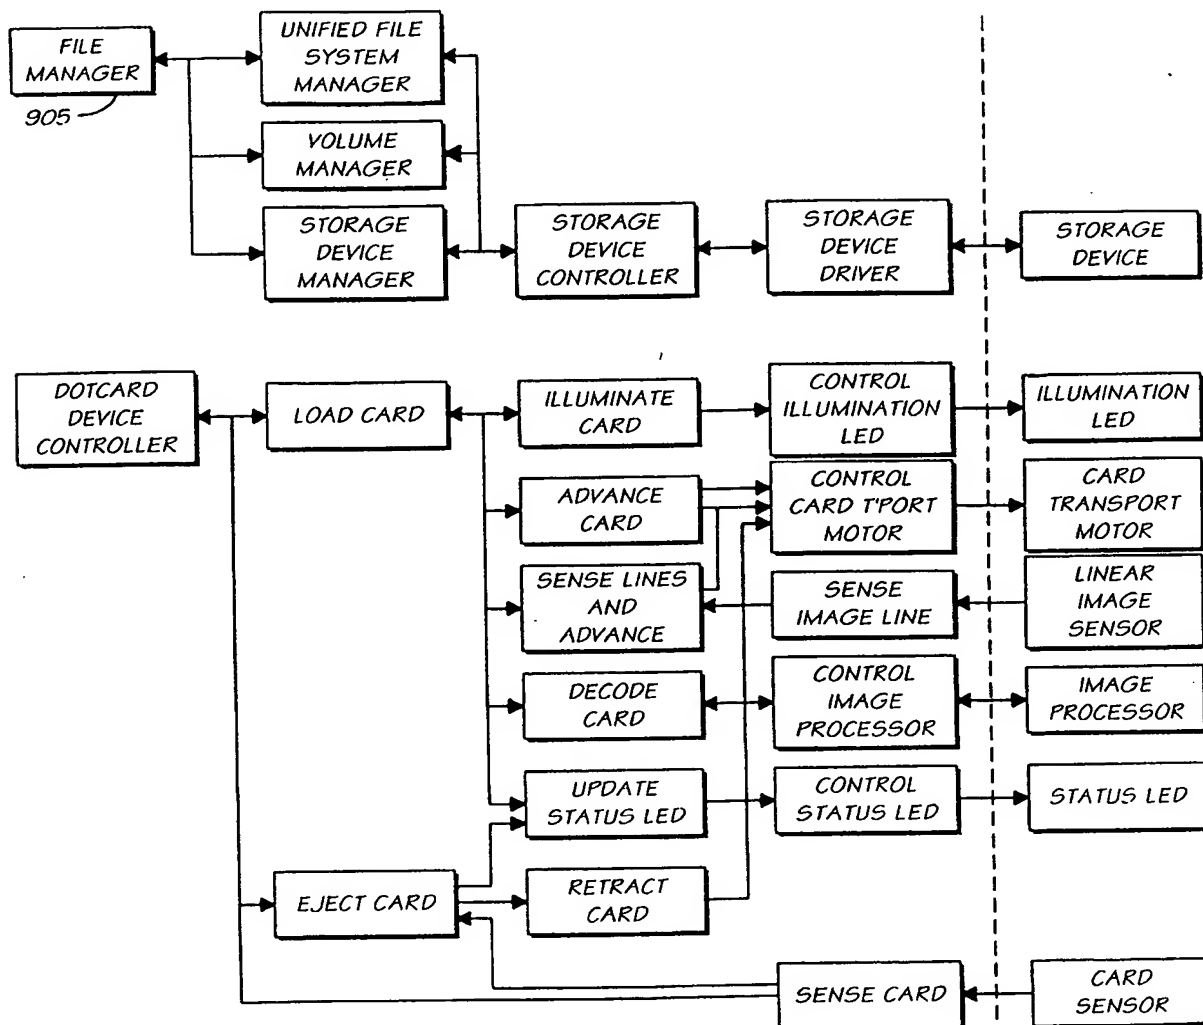 FILE
MANAGER
905
UNIFIED FILE
SYSTEM
MANAGER
VOLUME
MANAGER
STORAGE
DEVICE
MANAGER
STORAGE
DEVICE
CONTROLLER
STORAGE
DEVICE
DRIVER
STORAGE
DEVICE
DOTCARD
DEVICE
CONTROLLER
LOAD CARD
ILLUMINATE
CARD
CONTROL
ILLUMINATION
LED
ILLUMINATION
LED
ADVANCE
CARD
CONTROL
CARD T'PORT
MOTOR
CARD
TRANSPORT
MOTOR
SENSE LINES
AND
ADVANCE
SENSE
IMAGE LINE
LINEAR
IMAGE
SENSOR
DECODE
CARD
CONTROL
IMAGE
PROCESSOR
IMAGE
PROCESSOR
UPDATE
STATUS LED
CONTROL
STATUS LED
STATUS LED
EJECT CARD
RETRACT
CARD
SENSE CARD
CARD
SENSOR